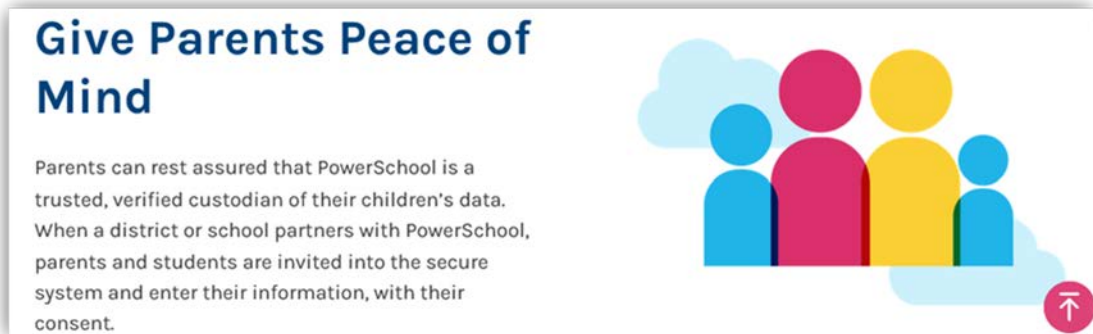 Give Parents Peace of
Mind
Parents can rest assured that PowerSchool is a
trusted, verified custodian of their children’s data.
When a district or school partners with PowerSchool,
parents and students are invited into the secure
system and enter their information, with their
consent.